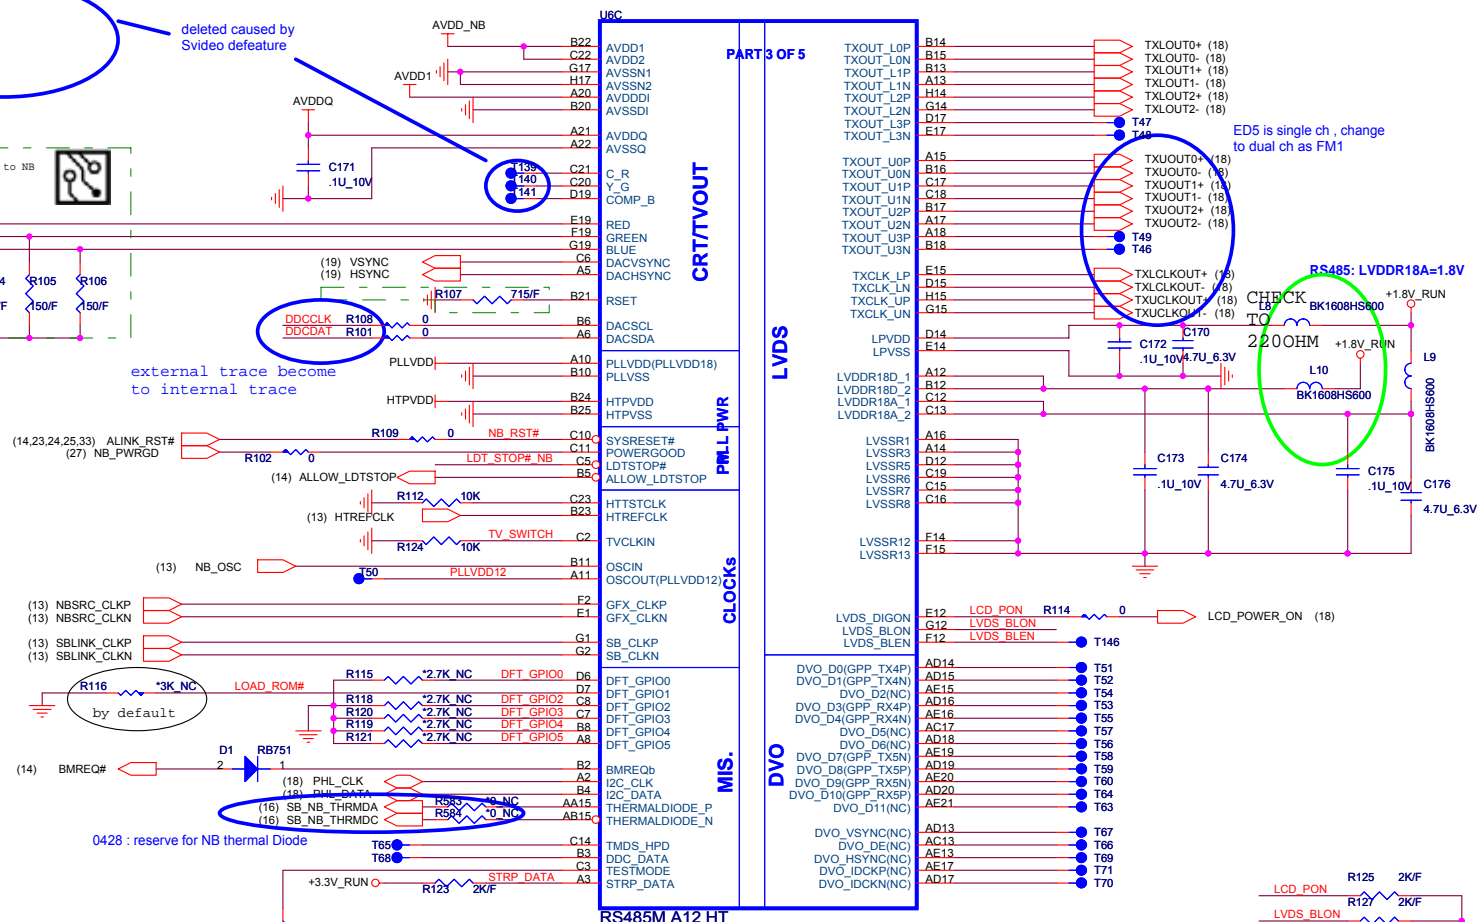 deleted caused by
Svideo defeature
to NB
R105
150/F
R106
150/F
AVDD_NB
AVDD1
AVDDQ
C171
.1U_10V
T139
T140
T141
(19) VSYNC
(19) HSYNC
R107 715/F
DDCCLK R108 0
DDCDAT R101 0
external trace become
to internal trace
PLLVDD
HTPVDD
(14,23,24,25,33) ALINK_RST# R109 0 NB_RST#
(27) NB_PWRGD R102 0
LDT_STOP#_NB
(14) ALLOW_LDTSTOP
R112 10K
(13) HTREFCLK
TV_SWITCH
R124 10K
(13) NB_OSC
T50 PLLVDD12
(13) NBSRC_CLKP
(13) NBSRC_CLKN
(13) SBLINK_CLKP
(13) SBLINK_CLKN
R115 *2.7K_NC DFT_GPIO0
R116 *3K_NC LOAD_ROM#
by default
R118 *2.7K_NC DFT_GPIO2
R120 *2.7K_NC DFT_GPIO3
R119 *2.7K_NC DFT_GPIO4
R121 *2.7K_NC DFT_GPIO5
D1 RB751
(14) BMREQ# 2 1
(18) PHL_CLK
(18) PHL_DATA
(16) SB_NB_THRMDA R583 *0_NC
(16) SB_NB_THRMDC R584 *0_NC
0428 : reserve for NB thermal Diode
T65
T68
+3.3V_RUN R123 2K/F STRP_DATA
U6C
PART 3 OF 5
B22 AVDD1
C22 AVDD2
G17 AVSSN1
H17 AVSSN2
A20 AVDDDI
B20 AVSSDI
A21 AVDDQ
A22 AVSSQ
C21 C_R
C20 Y_G
D19 COMP_B
E19 RED
F19 GREEN
G19 BLUE
C6 DACVSYNC
A5 DACHSYNC
B21 RSET
B6 DACSCL
A6 DACSDA
CRT/TVOUT
A10 PLLVDD(PLLVDD18)
B10 PLLVSS
B24 HTPVDD
B25 HTPVSS
PLL PWR
C10 SYSRESET#
C11 POWERGOOD
C5 LDTSTOP#
B5 ALLOW_LDTSTOP
PM
C23 HTTSTCLK
B23 HTREFCLK
C2 TVCLKIN
B11 OSCIN
A11 OSCOUT(PLLVDD12)
F2 GFX_CLKP
E1 GFX_CLKN
G1 SB_CLKP
G2 SB_CLKN
CLOCKs
D6 DFT_GPIO0
D7 DFT_GPIO1
C8 DFT_GPIO2
C7 DFT_GPIO3
B8 DFT_GPIO4
A8 DFT_GPIO5
B2 BMREQb
A2 I2C_CLK
B4 I2C_DATA
AA15 THERMALDIODE_P
AB15 THERMALDIODE_N
C14 TMDS_HPD
B3 DDC_DATA
C3 TESTMODE
A3 STRP_DATA
MIS.
RS485M A12 HT
LVDS
TXOUT_L0P B14 TXLOUT0+ (18)
TXOUT_L0N B15 TXLOUT0- (18)
TXOUT_L1P B13 TXLOUT1+ (18)
TXOUT_L1N A13 TXLOUT1- (18)
TXOUT_L2P H14 TXLOUT2+ (18)
TXOUT_L2N G14 TXLOUT2- (18)
TXOUT_L3P D17 T47
TXOUT_L3N E17 T48
ED5 is single ch , change
to dual ch as FM1
TXOUT_U0P A15 TXUOUT0+ (18)
TXOUT_U0N B16 TXUOUT0- (18)
TXOUT_U1P C17 TXUOUT1+ (18)
TXOUT_U1N C18 TXUOUT1- (18)
TXOUT_U2P B17 TXUOUT2+ (18)
TXOUT_U2N A17 TXUOUT2- (18)
TXOUT_U3P A18 T49
TXOUT_U3N B18 T46
TXCLK_LP E15 TXLCLKOUT+ (18)
TXCLK_LN D15 TXLCLKOUT- (18)
TXCLK_UP H15 TXUCLKOUT+ (18)
TXCLK_UN G15 TXUCLKOUT- (18)
RS485: LVDDR18A=1.8V
CHECK
TO
220OHM
L8 BK1608HS600
+1.8V_RUN
+1.8V_RUN
L9
BK1608HS600
L10
BK1608HS600
LPVDD D14
LPVSS E14
C172
.1U_10V
C170
4.7U_6.3V
LVDDR18D_1 A12
LVDDR18D_2 B12
LVDDR18A_1 C12
LVDDR18A_2 C13
LVSSR1 A16
LVSSR3 A14
LVSSR5 D12
LVSSR6 C19
LVSSR7 C15
LVSSR8 C16
LVSSR12 F14
LVSSR13 F15
C173
.1U_10V
C174
4.7U_6.3V
C175
.1U_10V
C176
4.7U_6.3V
LVDS_DIGON E12 LCD_PON R114 0 LCD_POWER_ON (18)
LVDS_BLON G12 LVDS_BLON
LVDS_BLEN F12 LVDS_BLEN T146
DVO
DVO_D0(GPP_TX4P) AD14 T51
DVO_D1(GPP_TX4N) AD15 T52
DVO_D2(NC) AE15 T54
DVO_D3(GPP_RX4P) AD16 T53
DVO_D4(GPP_RX4N) AE16 T55
DVO_D5(NC) AC17 T57
DVO_D6(NC) AD18 T56
DVO_D7(GPP_TX5N) AE19 T58
DVO_D8(GPP_TX5P) AD19 T59
DVO_D9(GPP_RX5N) AE20 T60
DVO_D10(GPP_RX5P) AD20 T64
DVO_D11(NC) AE21 T63
DVO_VSYNC(NC) AD13 T67
DVO_DE(NC) AC13 T66
DVO_HSYNC(NC) AE13 T69
DVO_IDCKP(NC) AE17 T71
DVO_IDCKN(NC) AD17 T70
LCD_PON R125 2K/F
LVDS_BLON R127 2K/F